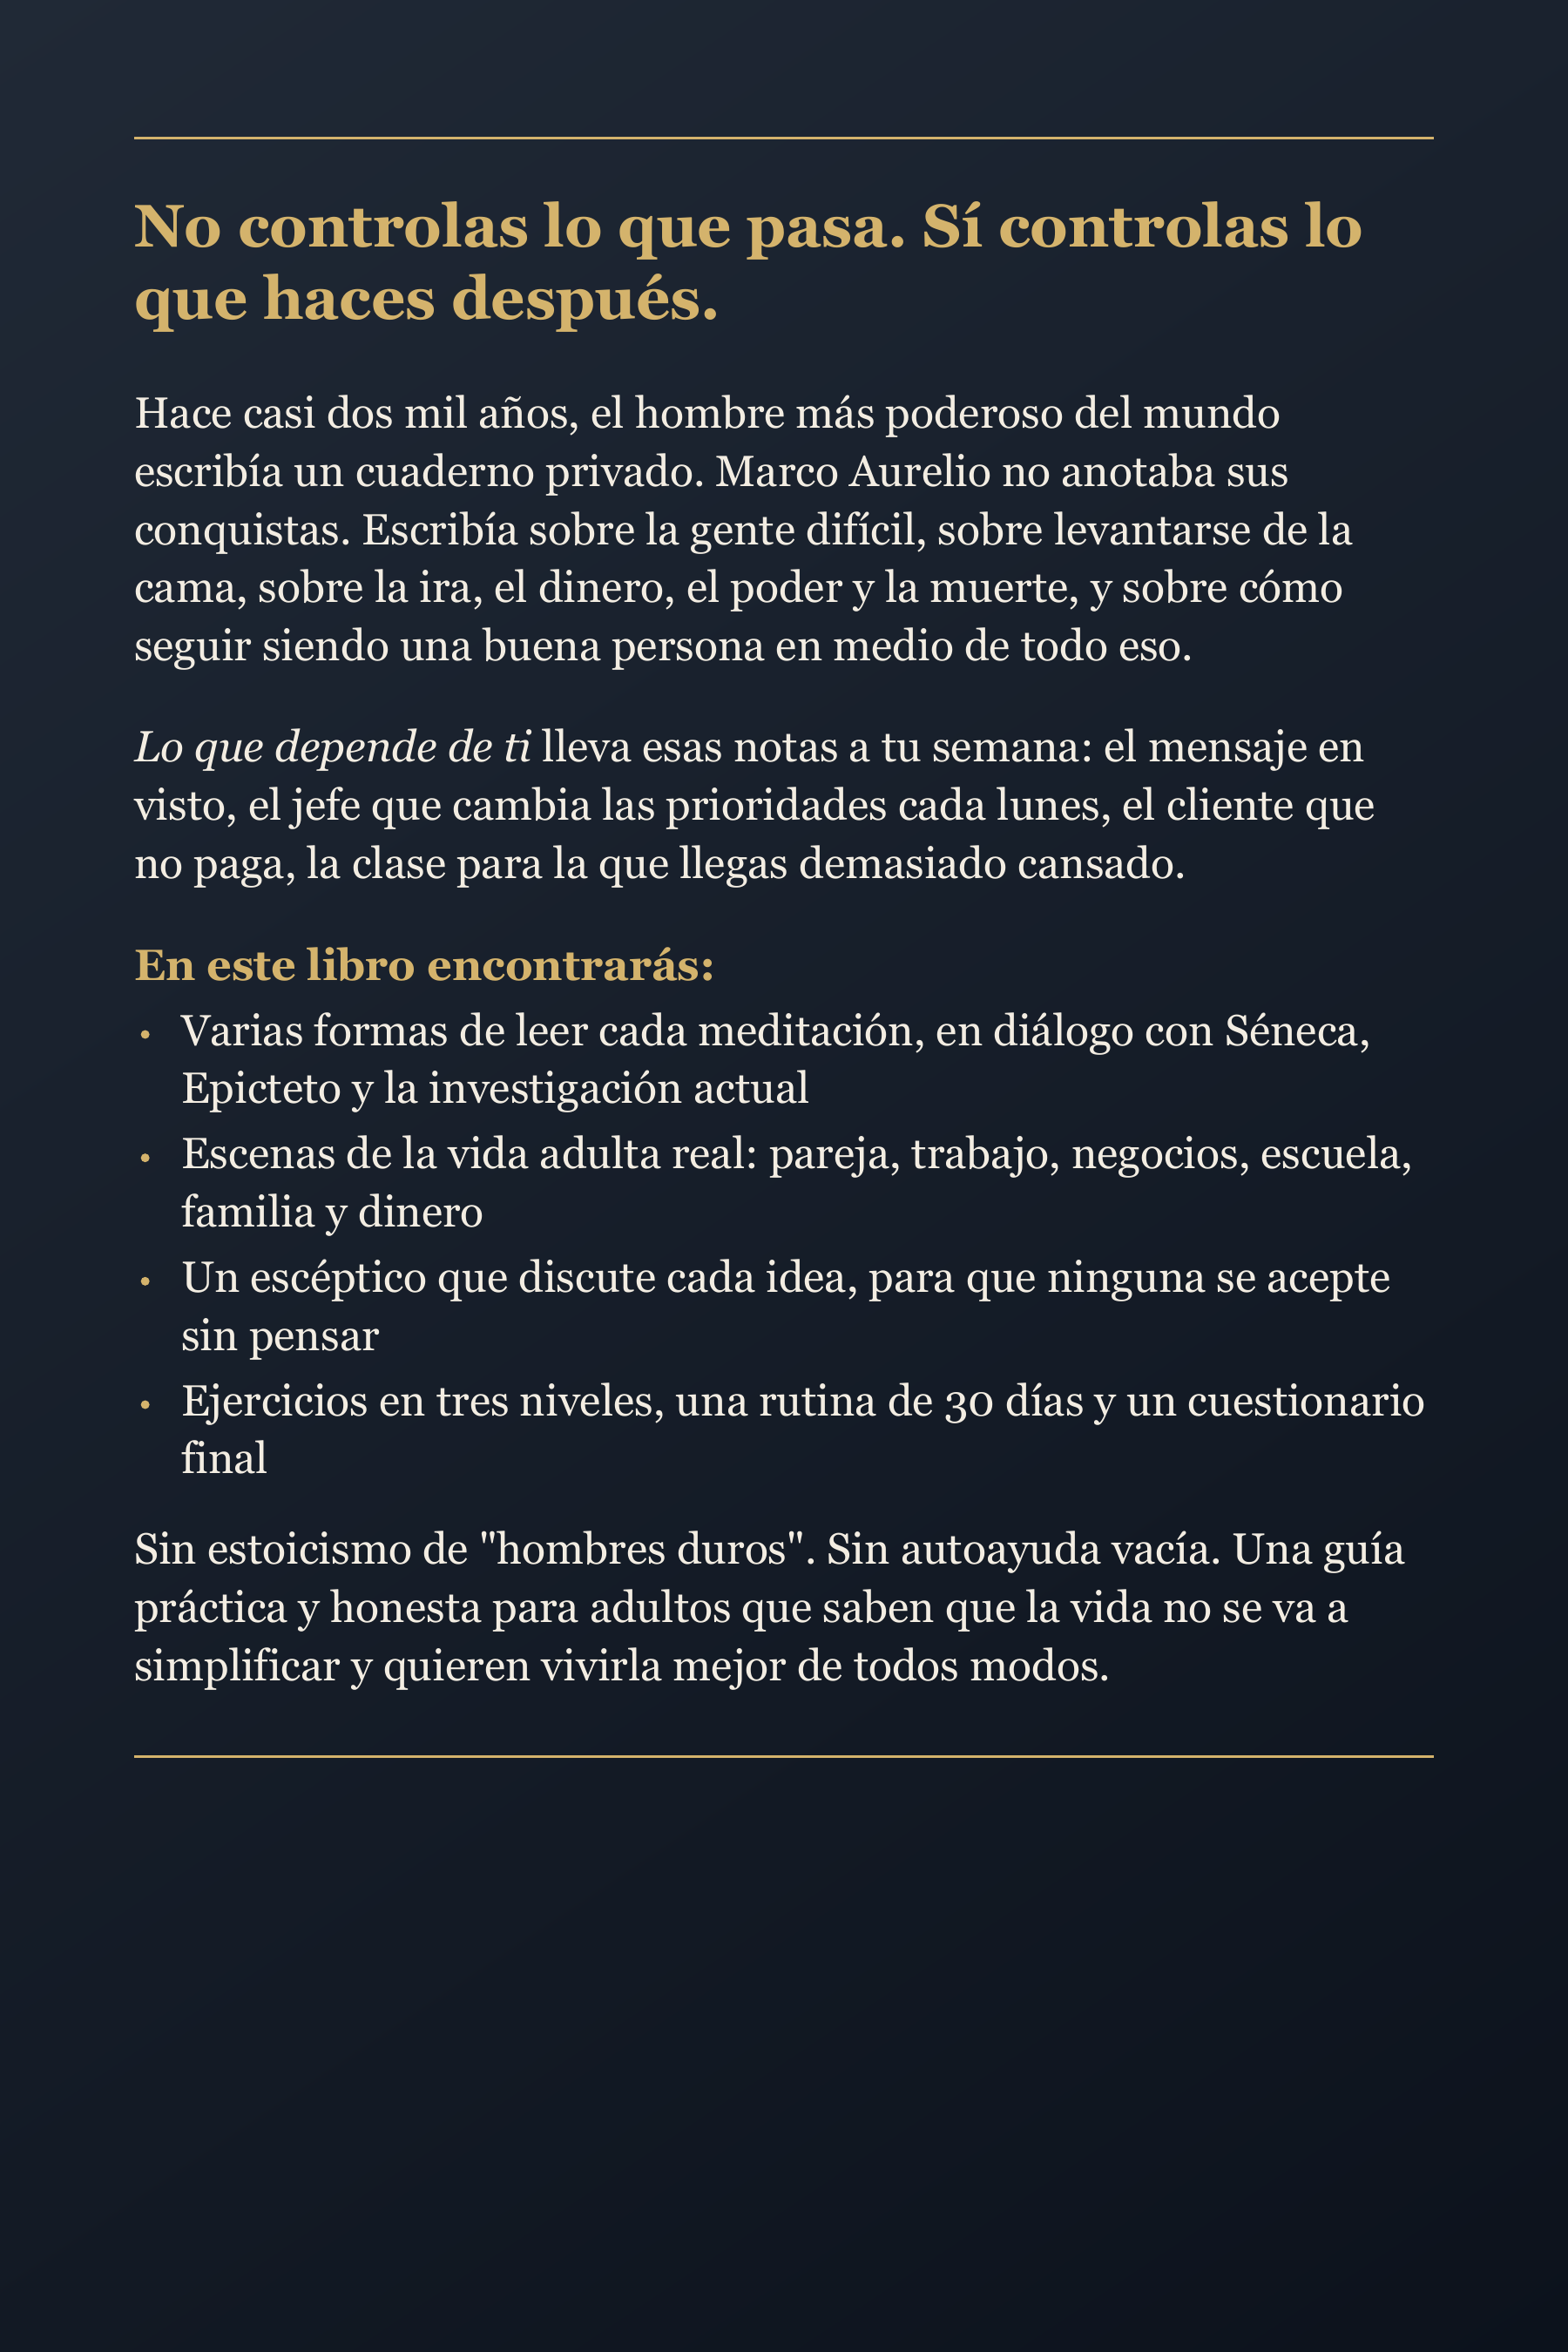 No controlas lo que pasa. Sí controlas lo
que haces después.
Hace casi dos mil años, el hombre más poderoso del mundo
escribía un cuaderno privado. Marco Aurelio no anotaba sus
conquistas. Escribía sobre la gente difícil, sobre levantarse de la
cama, sobre la ira, el dinero, el poder y la muerte, y sobre cómo
seguir siendo una buena persona en medio de todo eso.
Lo que depende de ti lleva esas notas a tu semana: el mensaje en
visto, el jefe que cambia las prioridades cada lunes, el cliente que
no paga, la clase para la que llegas demasiado cansado.
En este libro encontrarás:
• Varias formas de leer cada meditación, en diálogo con Séneca,
Epicteto y la investigación actual
• Escenas de la vida adulta real: pareja, trabajo, negocios, escuela,
familia y dinero
• Un escéptico que discute cada idea, para que ninguna se acepte
sin pensar
• Ejercicios en tres niveles, una rutina de 30 días y un cuestionario
final
Sin estoicismo de "hombres duros". Sin autoayuda vacía. Una guía
práctica y honesta para adultos que saben que la vida no se va a
simplificar y quieren vivirla mejor de todos modos.